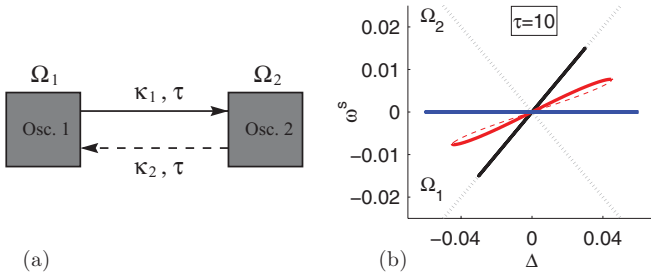 Ω₁ Ω₂
κ₁ , τ
Osc. 1 Osc. 2
κ₂ , τ
(a)
Ω₂ τ=10
0.02
0.01
0
−0.01
−0.02
ωˢ
Ω₁
−0.04 0 0.04
Δ
(b)